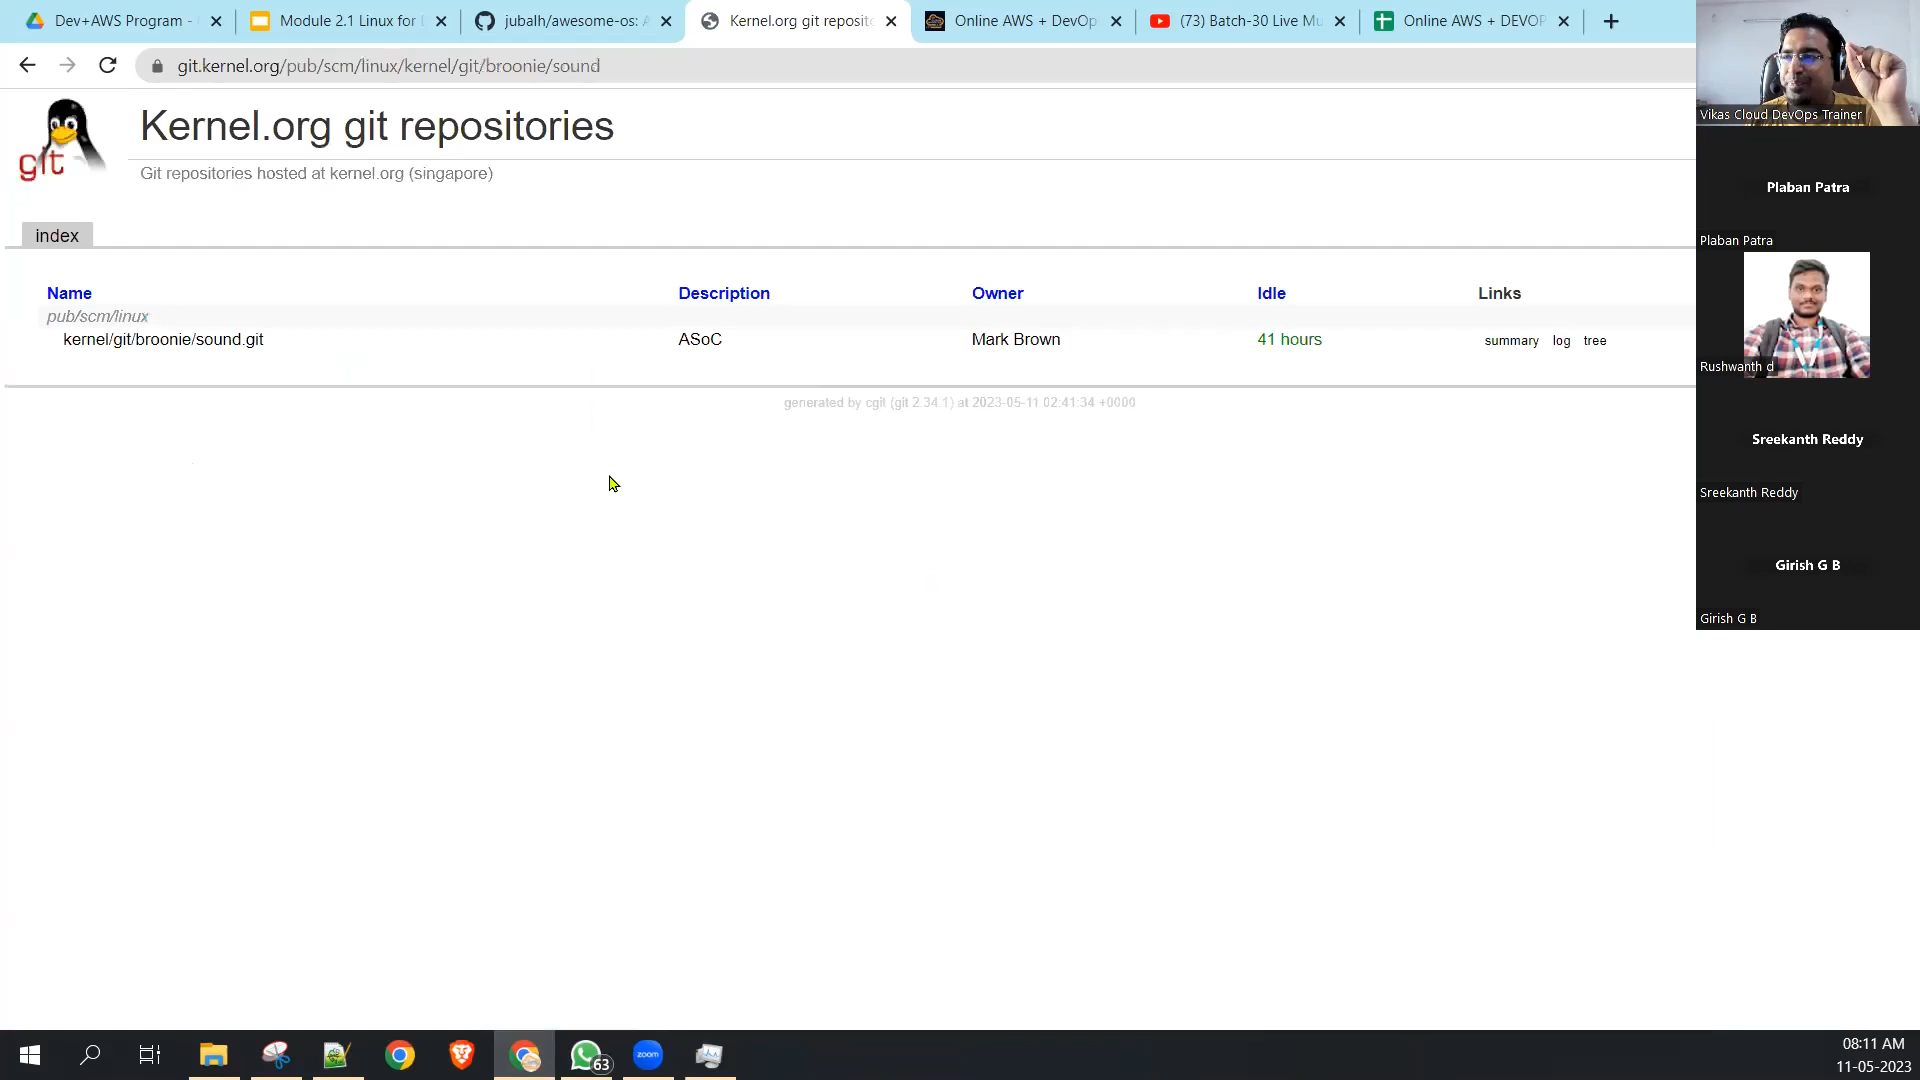 Dev+AWS Program -
Module 2.1 Linux for
jubalh/awesome-os: A
Kernel.org git reposito
Online AWS + DevOp
(73) Batch-30 Live Mu
Online AWS + DEVOP
git.kernel.org/pub/scm/linux/kernel/git/broonie/sound
git
Kernel.org git repositories
Git repositories hosted at kernel.org (singapore)
index
Name Description Owner Idle Links
pub/scm/linux
kernel/git/broonie/sound.git ASoC Mark Brown 41 hours summary log tree
generated by cgit (git 2.34.1) at 2023-05-11 02:41:34 +0000
Vikas Cloud DevOps Trainer
Plaban Patra
Plaban Patra
Rushwanth d
Sreekanth Reddy
Sreekanth Reddy
Girish G B
Girish G B
63
zoom
08:11 AM
11-05-2023